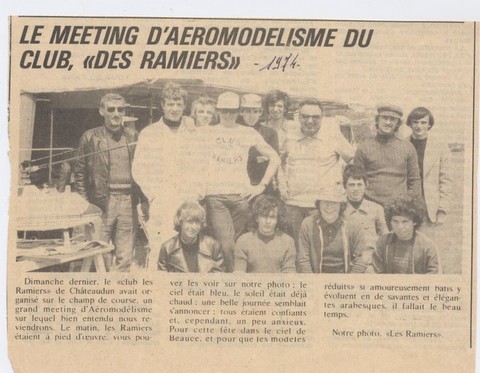 LE MEETING D'AEROMODELISME DU
CLUB, «DES RAMIERS» -1974-
CLUB
RAMIERS
Dimanche dernier, le «club les
Ramiers» de Châteaudun avait or-
ganisé sur le champ de course, un
grand meeting d'Aéromodélisme
sur lequel bien entendu nous re-
viendrons. Le matin, les Ramiers
étaient à pied d'œuvre, vous pou-
vez les voir sur notre photo ; le
ciel était bleu, le soleil était déjà
chaud ; une belle journée semblait
s'annoncer ; tous étaient confiants
et, cependant, un peu anxieux.
Pour cette fête dans le ciel de
Beauce, et pour que les modèles
réduits» si amoureusement batis y
évoluent en de savantes et élégan-
tes arabesques, il fallait le beau
temps.
Notre photo. «Les Ramiers».